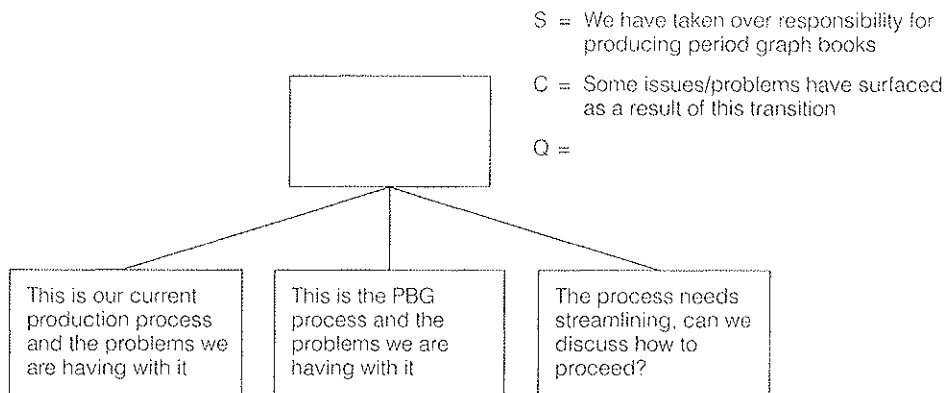 S = We have taken over responsibility for
producing period graph books
C = Some issues/problems have surfaced
as a result of this transition
Q =
This is our current
production process
and the problems we
are having with it
This is the PBG
process and the
problems we are
having with it
The process needs
streamlining, can we
discuss how to
proceed?